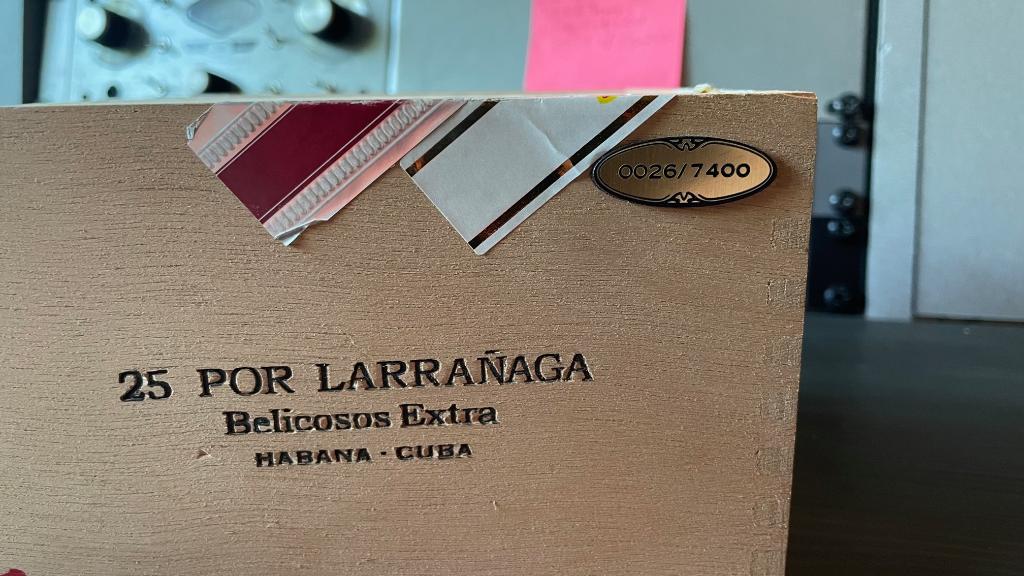 0026/7400
25 POR LARRAÑAGA
Belicosos Extra
HABANA · CUBA